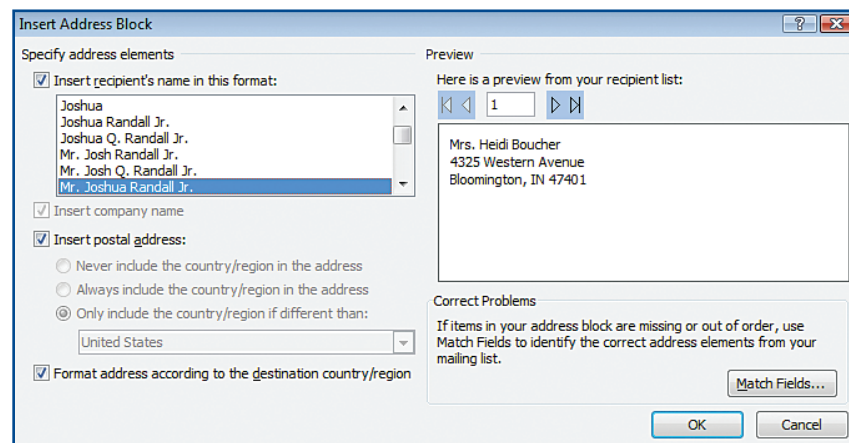 Insert Address Block
Specify address elements
Insert recipient's name in this format:
Joshua
Joshua Randall Jr.
Joshua Q. Randall Jr.
Mr. Josh Randall Jr.
Mr. Josh Q. Randall Jr.
Mr. Joshua Randall Jr.
Insert company name
Insert postal address:
Never include the country/region in the address
Always include the country/region in the address
Only include the country/region if different than:
United States
Format address according to the destination country/region
Preview
Here is a preview from your recipient list:
1
Mrs. Heidi Boucher
4325 Western Avenue
Bloomington, IN 47401
Correct Problems
If items in your address block are missing or out of order, use
Match Fields to identify the correct address elements from your
mailing list.
Match Fields...
OK
Cancel